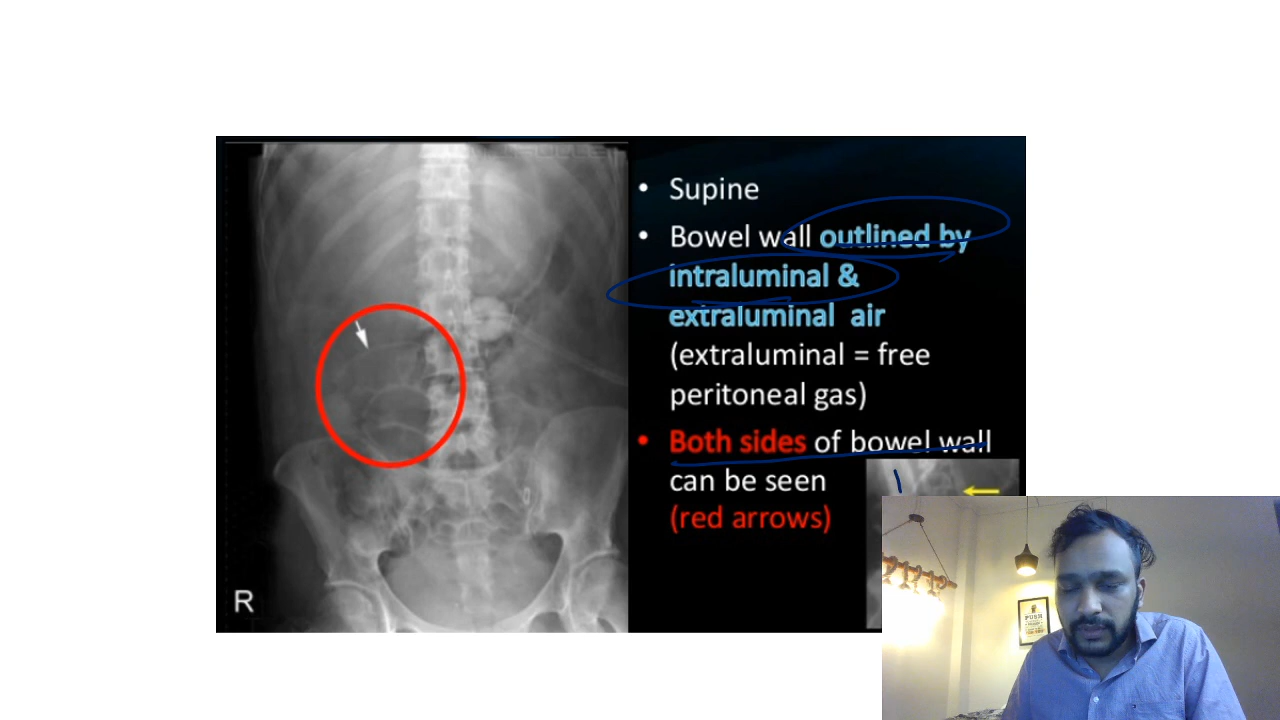 • Supine
• Bowel wall outlined by
intraluminal &
extraluminal air
(extraluminal = free
peritoneal gas)
• Both sides of bowel wall
can be seen
(red arrows)
R
PUSH